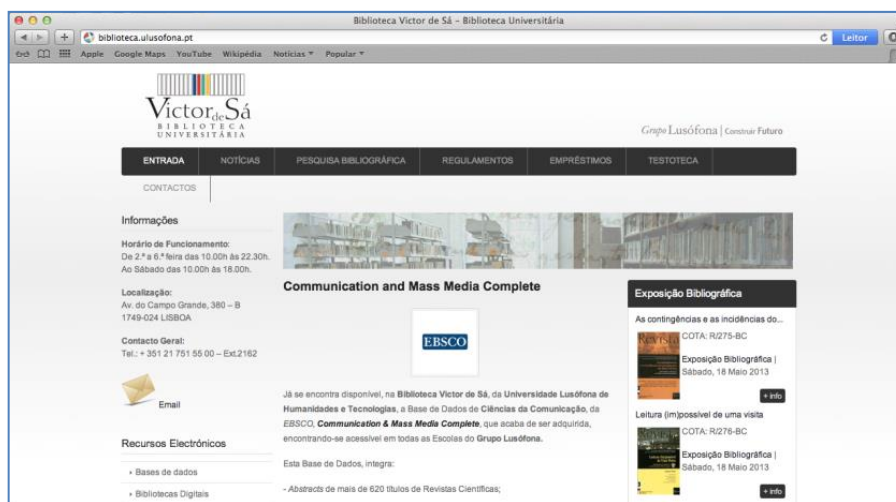 Biblioteca Victor de Sá – Biblioteca Universitária
biblioteca.ulusofona.pt
Leitor
Apple Google Maps YouTube Wikipédia Notícias Popular
Victor de Sá
BIBLIOTECA
UNIVERSITÁRIA
Grupo Lusófona | Construir Futuro
ENTRADA NOTÍCIAS PESQUISA BIBLIOGRÁFICA REGULAMENTOS EMPRÉSTIMOS TESTOTECA
CONTACTOS
Informações
Horário de Funcionamento:
De 2.ª a 6.ª feira das 10.00h às 22.30h.
Ao Sábado das 10.00h às 18.00h.
Localização:
Av. do Campo Grande, 380 – B
1749-024 LISBOA
Contacto Geral:
Tel.: + 351 21 751 55 00 – Ext.2162
Email
Recursos Electrónicos
Bases de dados
Bibliotecas Digitais
Communication and Mass Media Complete
EBSCO
Já se encontra disponível, na Biblioteca Victor de Sá, da Universidade Lusófona de
Humanidades e Tecnologias, a Base de Dados de Ciências da Comunicação, da
EBSCO, Communication & Mass Media Complete, que acaba de ser adquirida,
encontrando-se acessível em todas as Escolas do Grupo Lusófona.
Esta Base de Dados, integra:
- Abstracts de mais de 620 títulos de Revistas Científicas;
Exposição Bibliográfica
As contingências e as incidências do...
Revista
COTA: R/275-BC
Exposição Bibliográfica |
Sábado, 18 Maio 2013
+ info
Leitura (im)possível de uma visita
COTA: R/276-BC
Exposição Bibliográfica |
Sábado, 18 Maio 2013
+ info